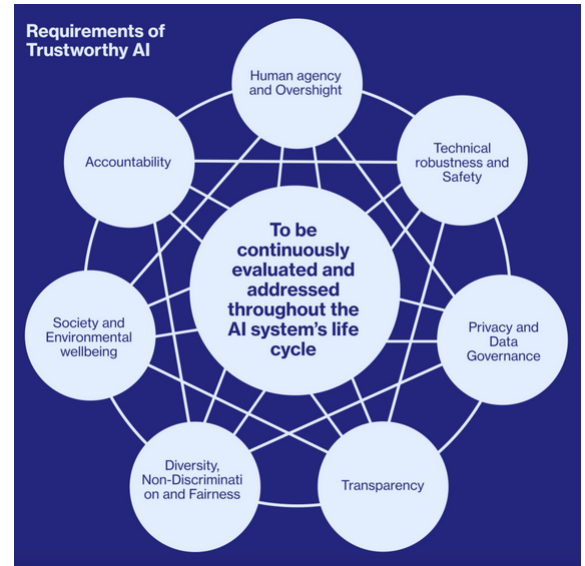 Requirements of
Trustworthy AI
Human agency
and Overshight
Technical
robustness and
Safety
Privacy and
Data
Governance
Transparency
Diversity,
Non-Discriminati
on and Fairness
Society and
Environmental
wellbeing
Accountability
To be
continuously
evaluated and
addressed
throughout the
AI system’s life
cycle